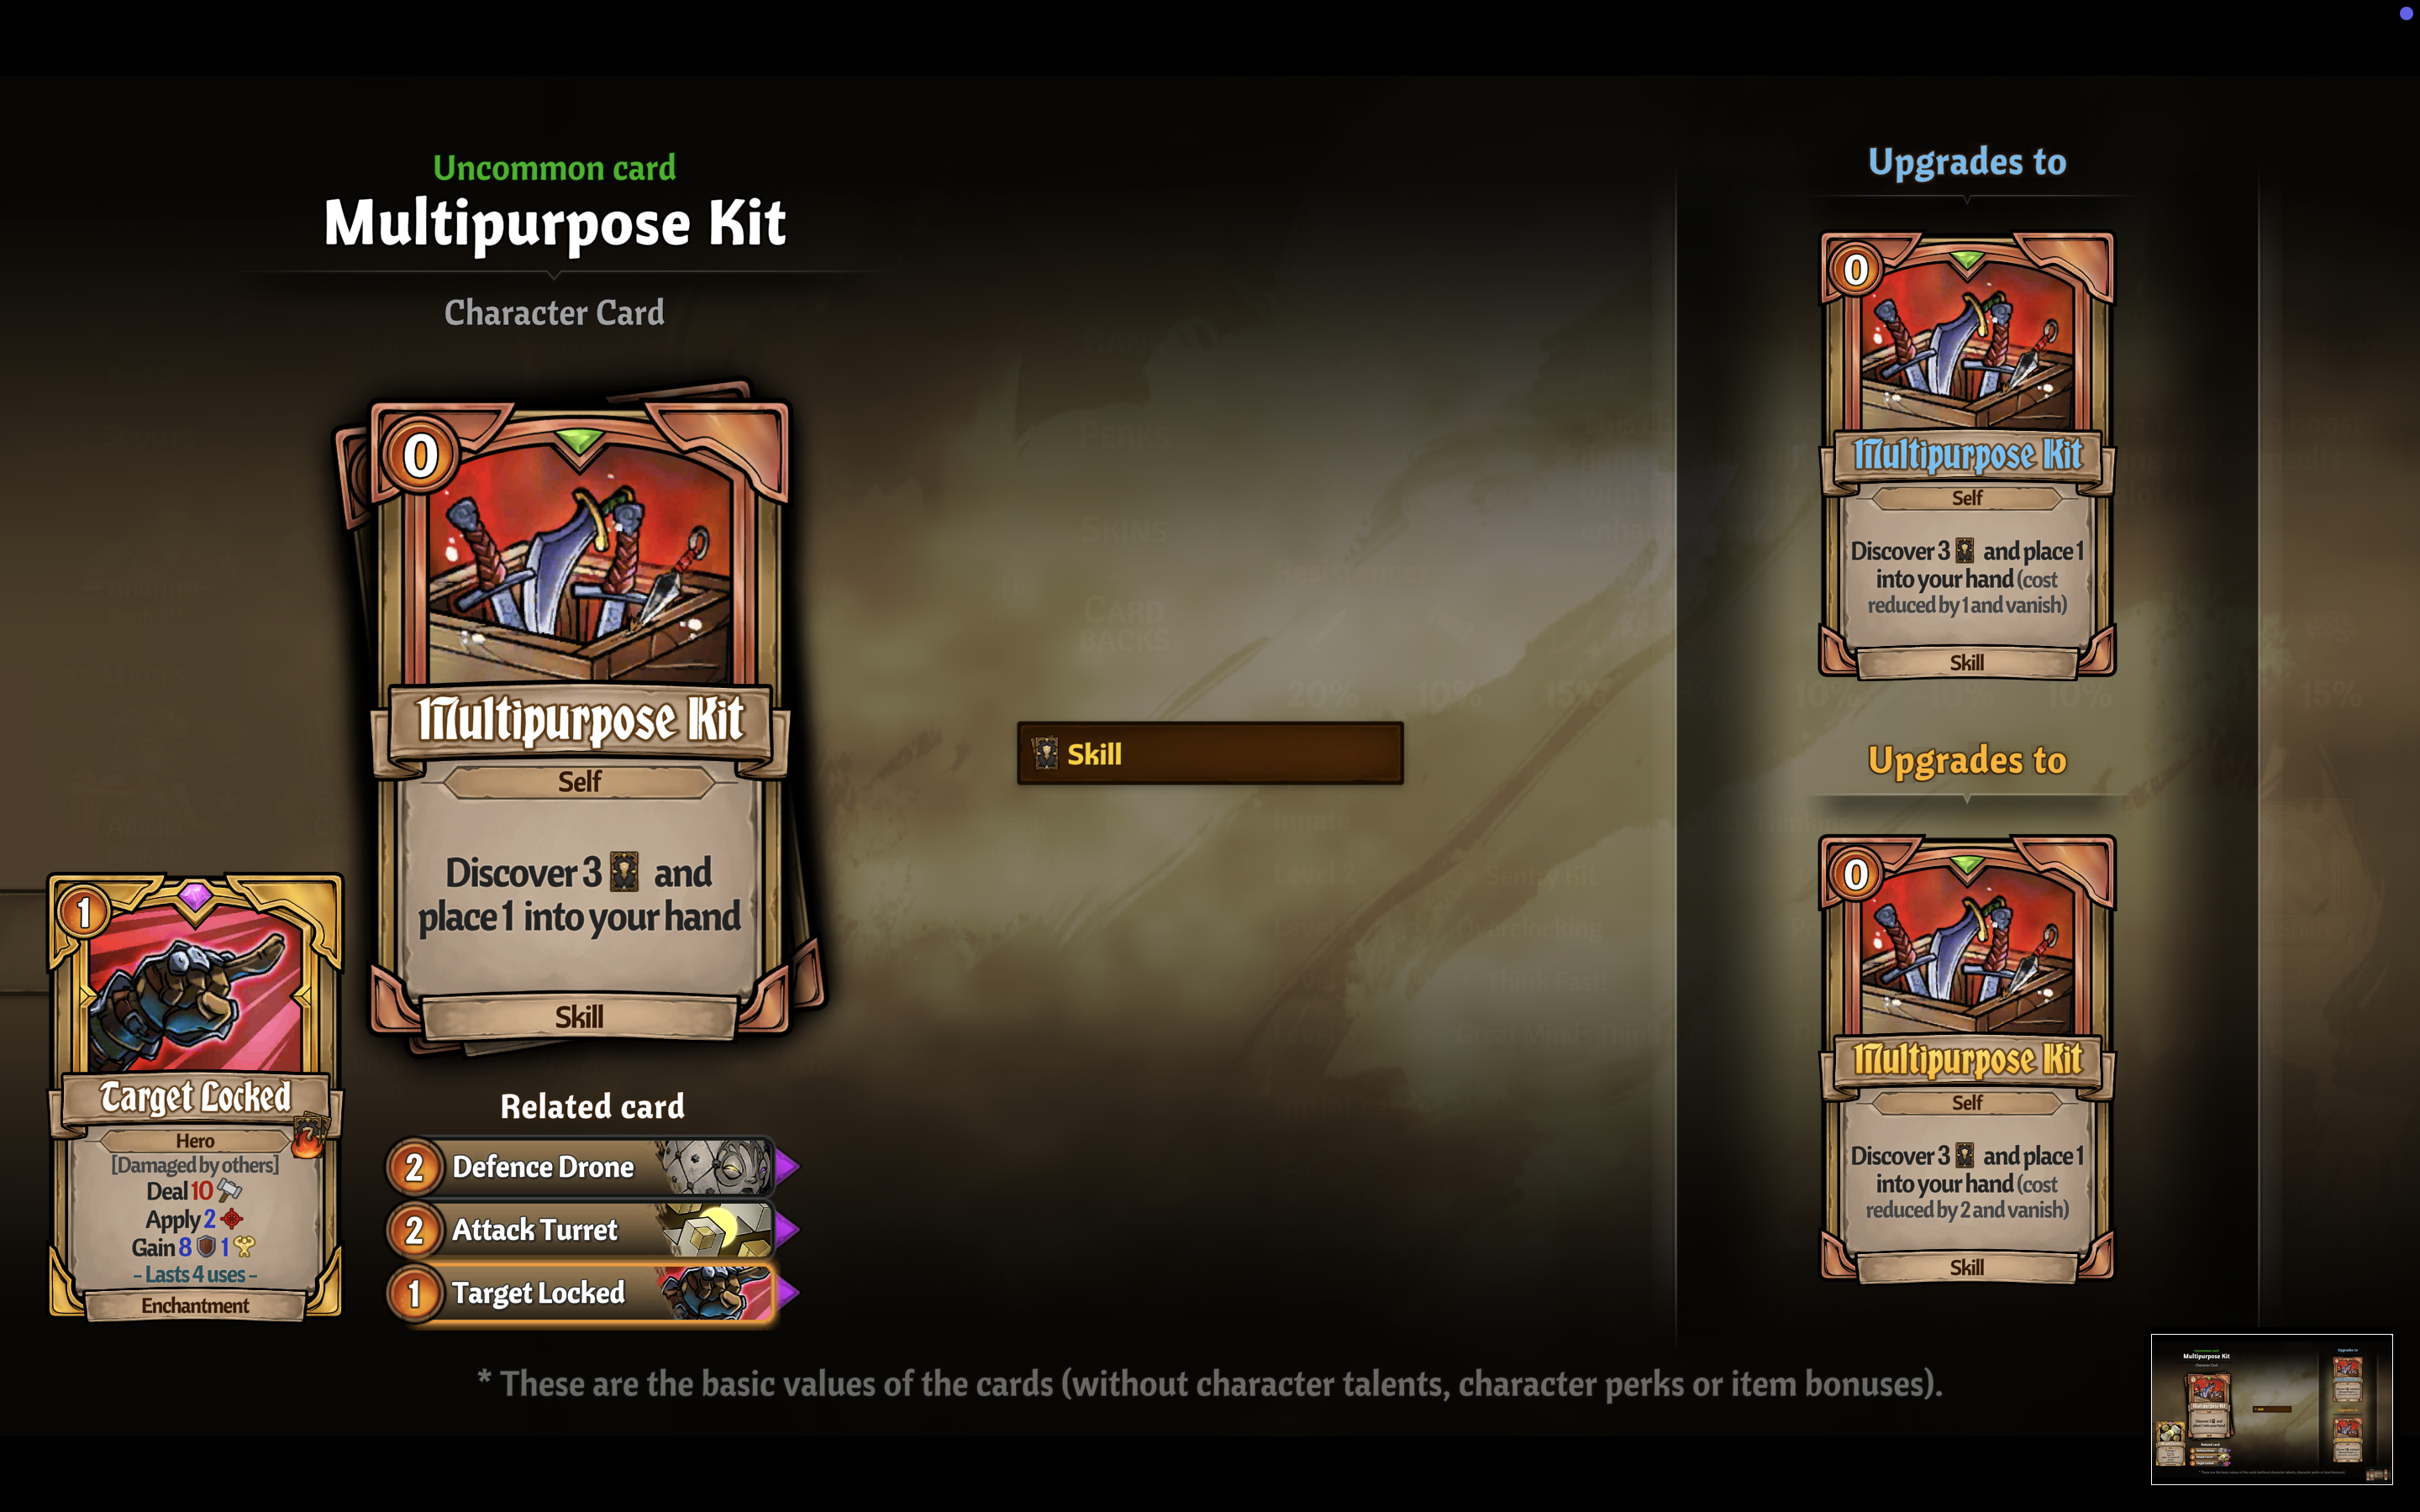 Uncommon card
Multipurpose Kit
Character Card
0
Multipurpose Kit
Self
Discover 3 and
place 1 into your hand
Skill
1
Target Locked
Hero
[Damaged by others]
Deal 10
Apply 2
Gain 8 1
- Lasts 4 uses -
Enchantment
Related card
2 Defence Drone
2 Attack Turret
1 Target Locked
Skill
Upgrades to
0
Multipurpose Kit
Self
Discover 3 and place 1
into your hand (cost
reduced by 1 and vanish)
Skill
Upgrades to
0
Multipurpose Kit
Self
Discover 3 and place 1
into your hand (cost
reduced by 2 and vanish)
Skill
* These are the basic values of the cards (without character talents, character perks or item bonuses).